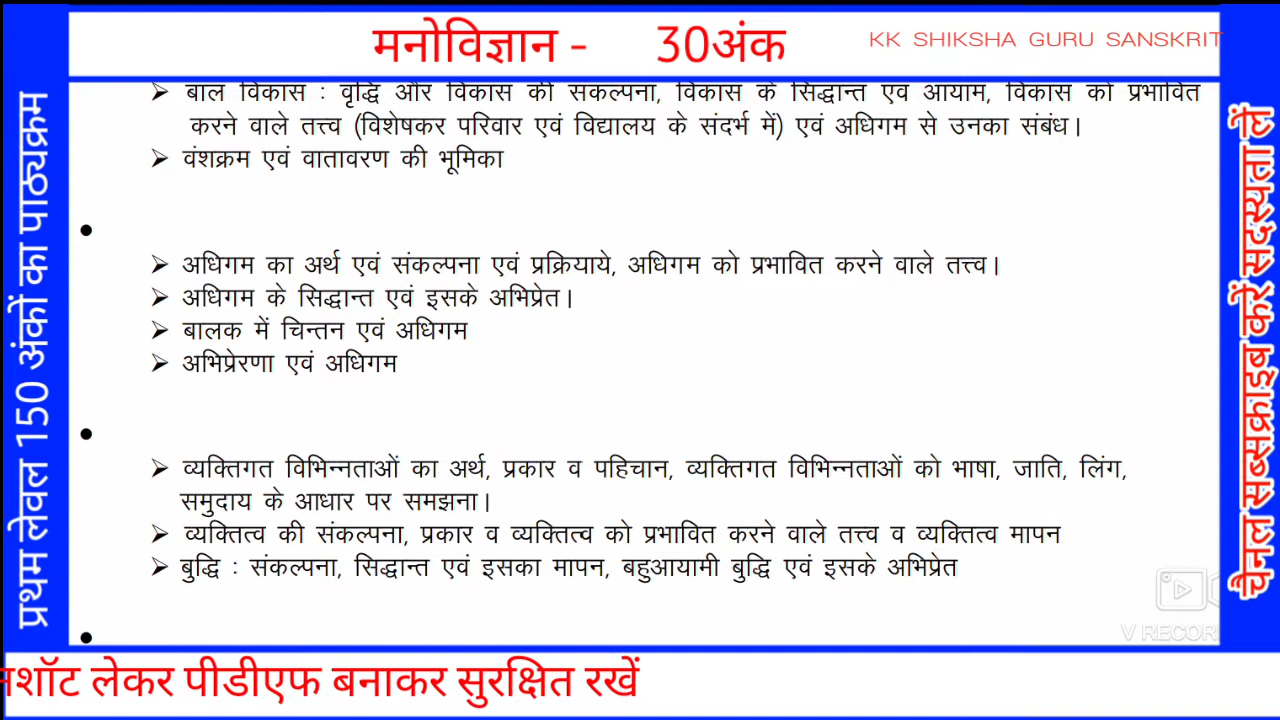 मनोविज्ञान - 30अंक
KK SHIKSHA GURU SANSKRIT
प्रथम लेवल 150 अंकों का पाठ्यक्रम
➢ बाल विकास : वृद्धि और विकास की संकल्पना, विकास के सिद्धान्त एवं आयाम, विकास को प्रभावित
करने वाले तत्त्व (विशेषकर परिवार एवं विद्यालय के संदर्भ में) एवं अधिगम से उनका संबंध।
➢ वंशक्रम एवं वातावरण की भूमिका
•
➢ अधिगम का अर्थ एवं संकल्पना एवं प्रक्रियाये, अधिगम को प्रभावित करने वाले तत्त्व।
➢ अधिगम के सिद्धान्त एवं इसके अभिप्रेत।
➢ बालक में चिन्तन एवं अधिगम
➢ अभिप्रेरणा एवं अधिगम
•
➢ व्यक्तिगत विभिन्नताओं का अर्थ, प्रकार व पहिचान, व्यक्तिगत विभिन्नताओं को भाषा, जाति, लिंग,
समुदाय के आधार पर समझना।
➢ व्यक्तित्व की संकल्पना, प्रकार व व्यक्तित्व को प्रभावित करने वाले तत्त्व व व्यक्तित्व मापन
➢ बुद्धि : संकल्पना, सिद्धान्त एवं इसका मापन, बहुआयामी बुद्धि एवं इसके अभिप्रेत
•
चैनल सब्सक्राइब करें सदस्यता लें
V RECOR
लेकर पीडीएफ बनाकर सुरक्षित रखें